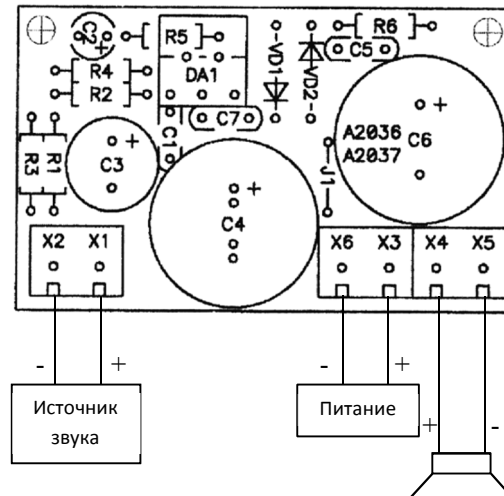 C2
+
R5
DA1
R4
R2
R3
R1
C3
+
C1
C7
C4
+
VD1
VD2
R6
C5
+
A2036
A2037
C6
J1
X2 X1
X6 X3 X4 X5
- +
Источник
звука
- +
Питание
+ -